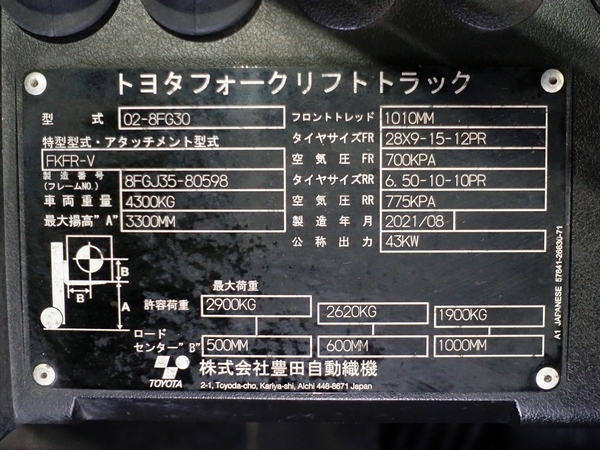 トヨタフォークリフトトラック
型 式 02-8FG30 フロントトレッド 1010MM
特型型式・アタッチメント型式 タイヤサイズFR 28X9-15-12PR
FKFR-V 空気圧 FR 700KPA
製造番号 (フレームNO.) 8FGJ35-80598 タイヤサイズRR 6.50-10-10PR
車両重量 4300KG 空気圧 RR 775KPA
最大揚高"A" 3300MM 製造年月 2021/08
公称出力 43KW
最大荷重
許容荷重 2900KG 2620KG 1900KG
ロード
センター"B" 500MM 600MM 1000MM
B
B
A
TOYOTA
株式会社豊田自動織機
2-1, Toyoda-cho, Kariya-shi, Aichi 448-8671 Japan
A1 JAPANESE 57841-26630-71